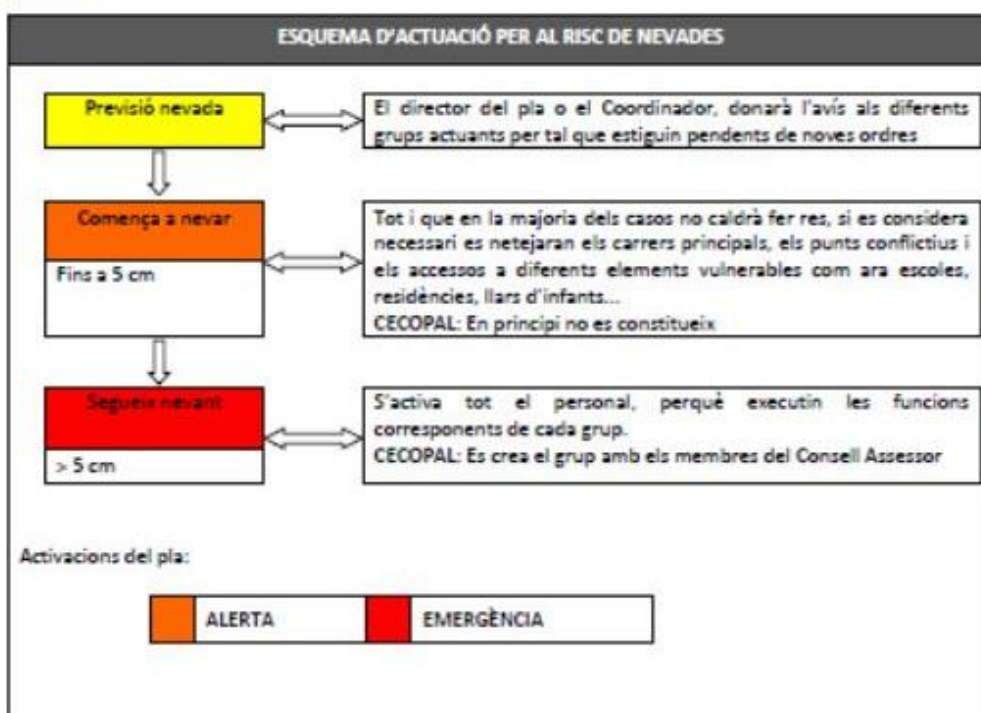 ESQUEMA D'ACTUACIÓ PER AL RISC DE NEVADES
Previsió nevada
El director del pla o el Coordinador, donarà l'avís als diferents
grups actuants per tal que estiguin pendents de noves ordres
Comença a nevar
Fins a 5 cm
Tot i que en la majoria dels casos no caldrà fer res, si es considera
necessari es netejaran els carrers principals, els punts conflictius i
els accessos a diferents elements vulnerables com ara escoles,
residències, llars d'infants...
CECOPAL: En principi no es constitueix
Segueix nevant
> 5 cm
S'activa tot el personal, perquè executin les funcions
corresponents de cada grup.
CECOPAL: Es crea el grup amb els membres del Consell Assessor
Activacions del pla:
ALERTA
EMERGÈNCIA